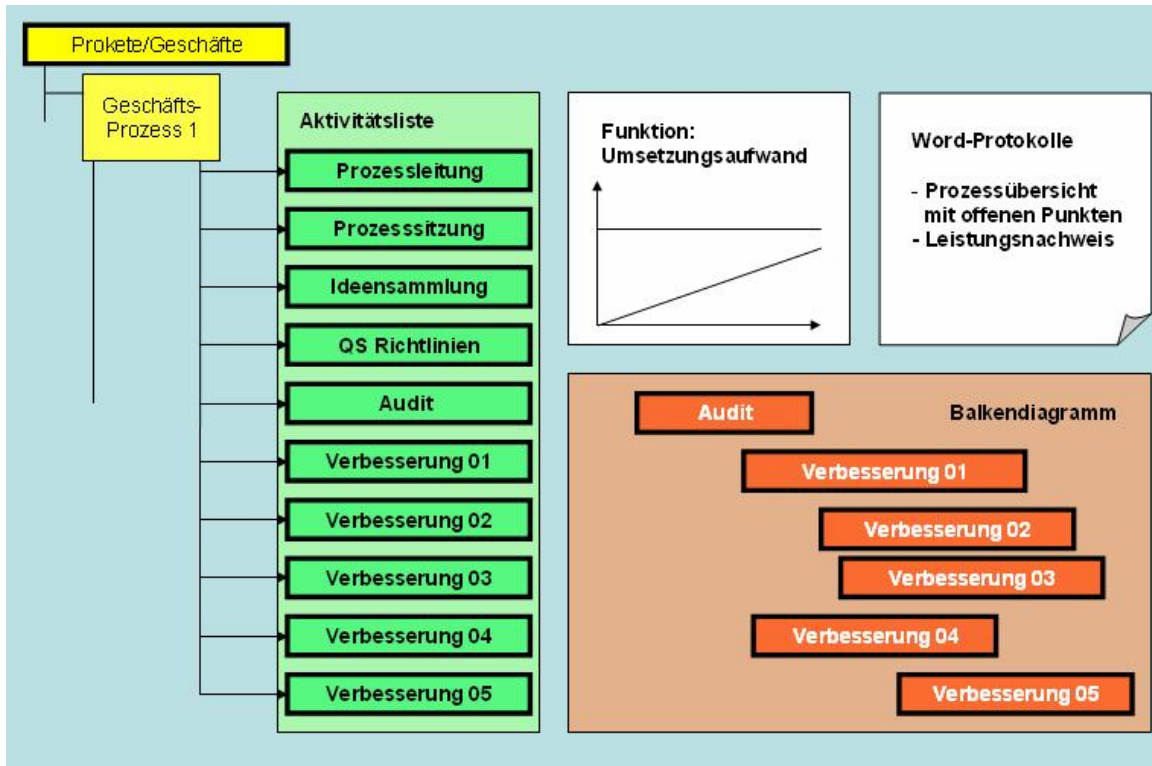 Prokete/Geschäfte
Geschäfts-
Prozess 1
Aktivitätsliste
Prozessleitung
Prozesssitzung
Ideensammlung
QS Richtlinien
Audit
Verbesserung 01
Verbesserung 02
Verbesserung 03
Verbesserung 04
Verbesserung 05
Funktion:
Umsetzungsaufwand
Word-Protokolle
- Prozessübersicht
mit offenen Punkten
- Leistungsnachweis
Balkendiagramm
Audit
Verbesserung 01
Verbesserung 02
Verbesserung 03
Verbesserung 04
Verbesserung 05